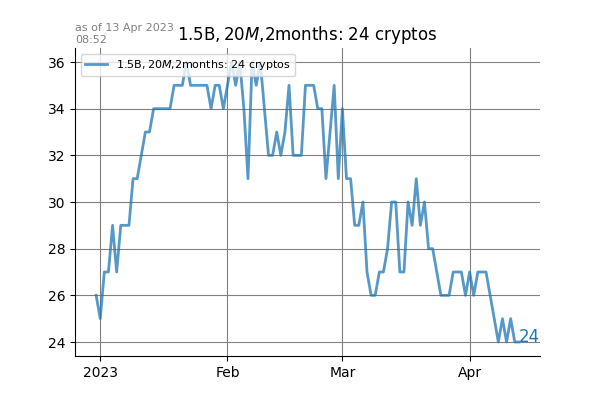 as of 13 Apr 2023
08:52
1.5B, 20M,2months: 24 cryptos
1.5B, 20M,2months: 24 cryptos
36
34
32
30
28
26
24
24
2023 Feb Mar Apr